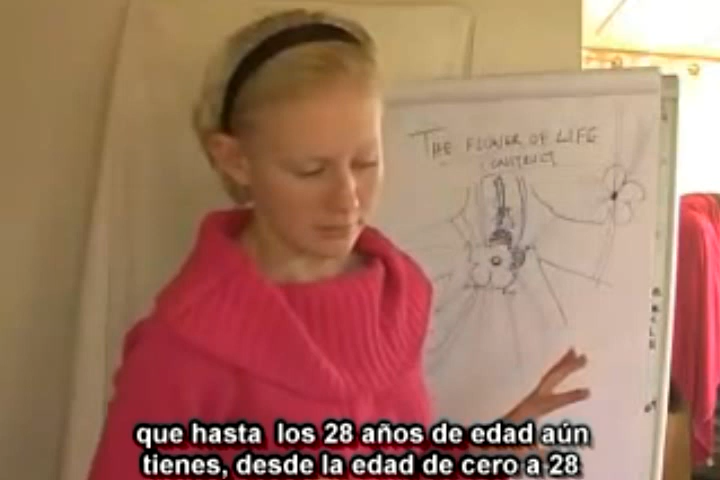 THE FLOWER OF LIFE
CONSTRUCT
que hasta los 28 años de edad aún
tienes, desde la edad de cero a 28